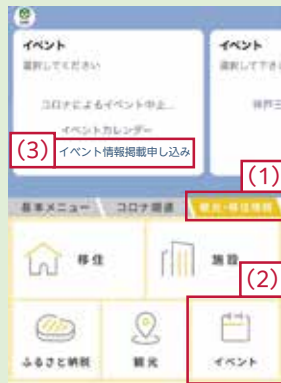 イベント
選択してください
コロナによるイベント中止...
イベントカレンダー
(3) イベント情報掲載申し込み
イベント
選択して下さ
(1)
基本メニュー
コロナ関連
観光・移住情報
(2)
移住
施設
ふるさと納税
観光
イベント